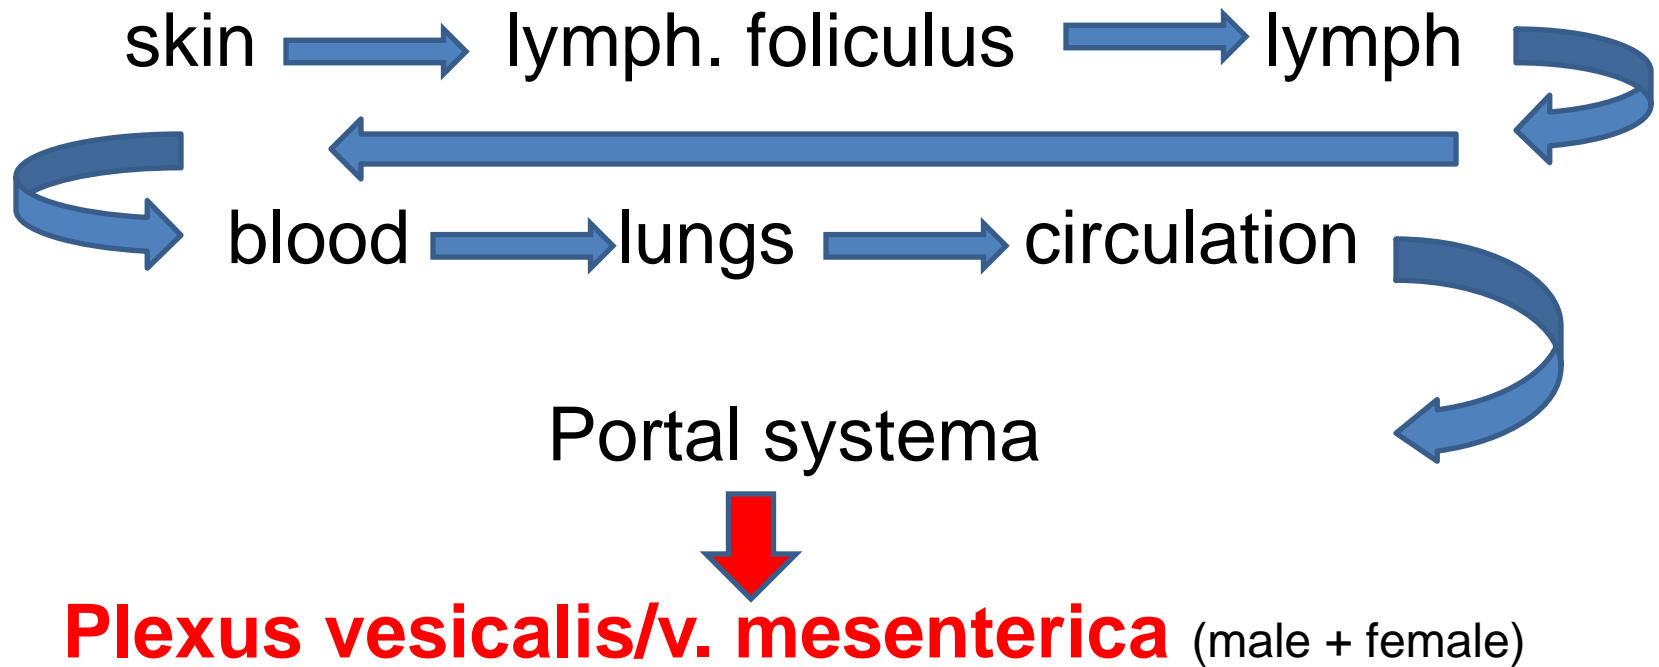 skin lymph. foliculus lymph
blood lungs circulation
Portal systema
Plexus vesicalis/v. mesenterica (male + female)